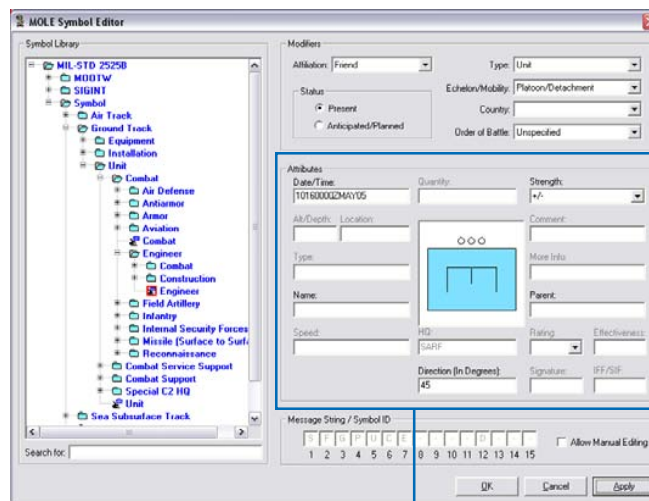 MOLE Symbol Editor
Symbol Library
MIL-STD 2525B
MOOTW
SIGINT
Symbol
Air Track
Ground Track
Equipment
Installation
Unit
Combat
Air Defense
Antiarmor
Armor
Aviation
Combat
Engineer
Combat
Construction
Engineer
Field Artillery
Infantry
Internal Security Forces
Missile (Surface to Surf
Reconnaissance
Combat Service Support
Combat Support
Special C2 HQ
Unit
Sea Subsurface Track
Search for:
Modifiers
Affiliation: Friend
Type: Unit
Status
Present
Anticipated/Planned
Echelon/Mobility: Platoon/Detachment
Country:
Order of Battle: Unspecified
Attributes
Date/Time: Quantity: Strength:
+/-
Alt/Depth: Location: Comment:
Type: More Info:
Name: Parent:
Speed: HQ: Rating: Effectiveness:
SARF
Direction (In Degrees): Signature: IFF/SIF
45
Message String / Symbol ID
S F G P U C E - - - - D - - -
1 2 3 4 5 6 7 8 9 10 11 12 13 14 15
Allow Manual Editing
OK Cancel Apply